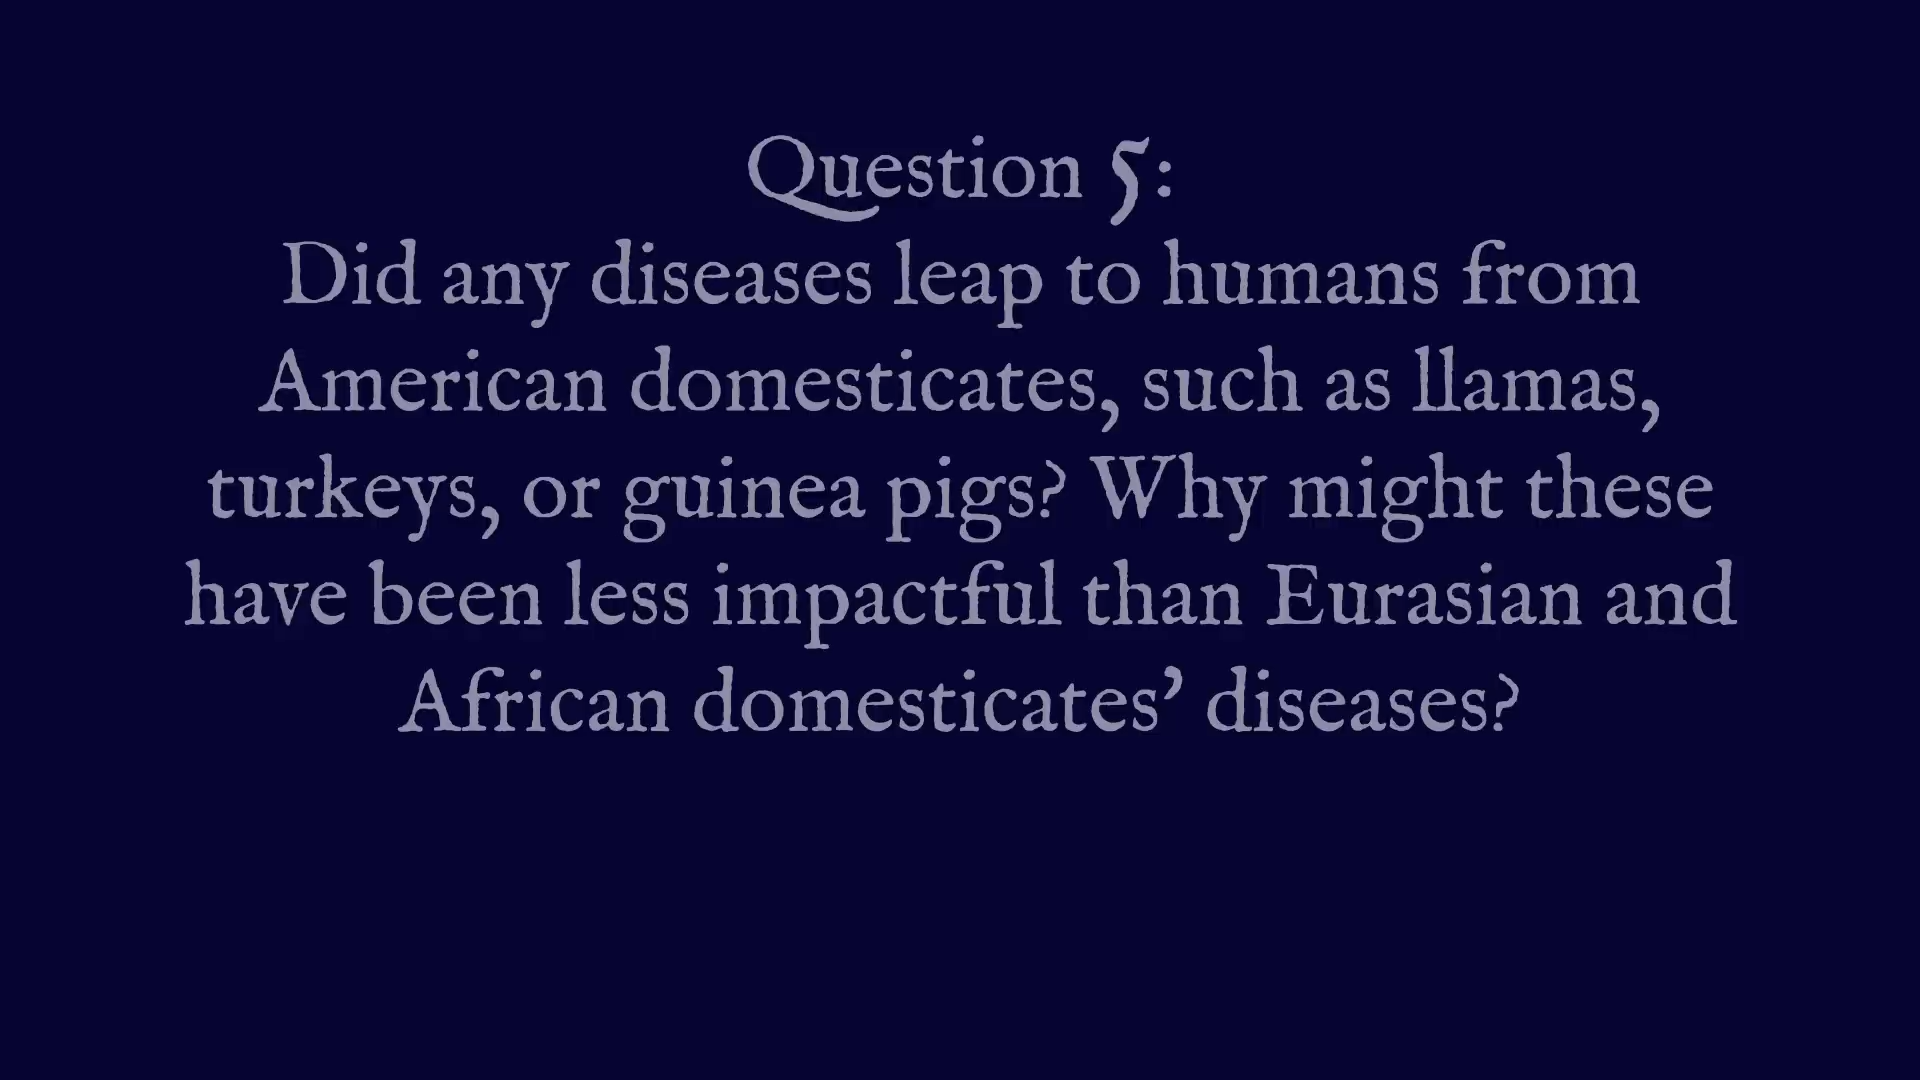 Question 5:
Did any diseases leap to humans from
American domesticates, such as llamas,
turkeys, or guinea pigs? Why might these
have been less impactful than Eurasian and
African domesticates’ diseases?